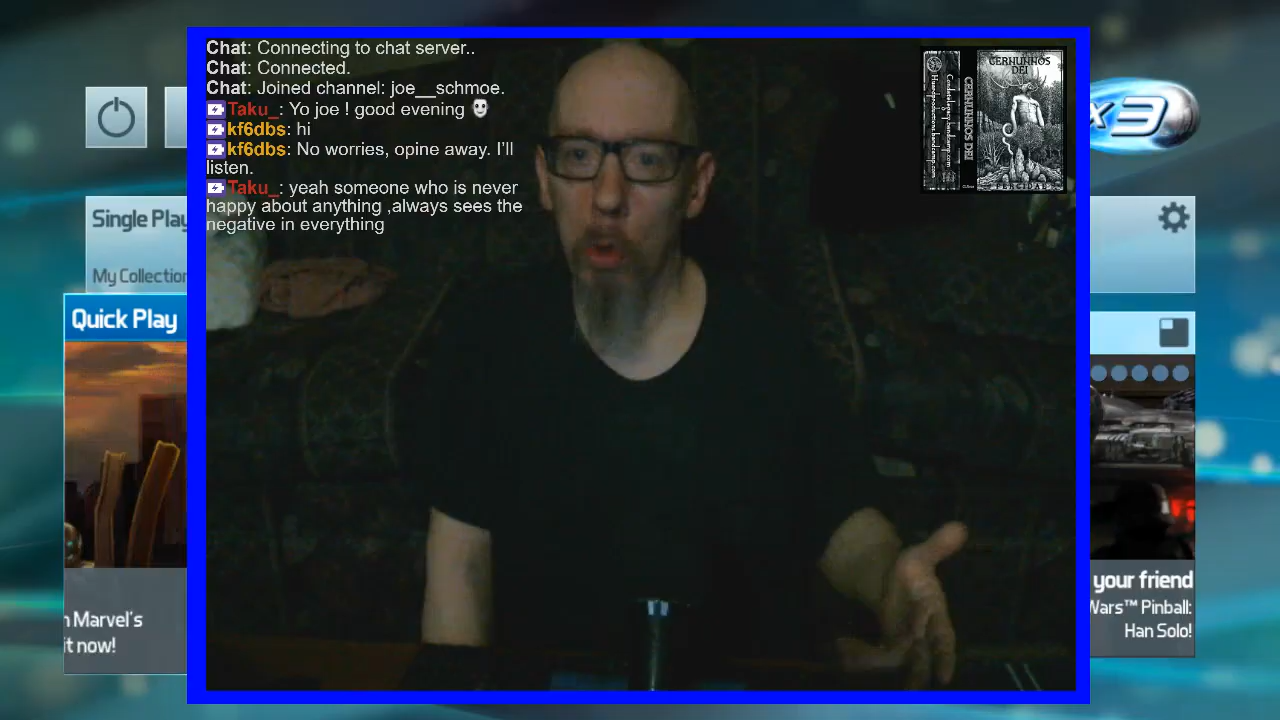 Chat: Connecting to chat server..
Chat: Connected.
Chat: Joined channel: joe__schmoe.
Taku_: Yo joe ! good evening
kf6dbs: hi
kf6dbs: No worries, opine away. I'll
listen.
Taku_: yeah someone who is never
happy about anything ,always sees the
negative in everything
CERNUNNOS
DEI
CERNUNNOS DEI
x3
Single Play
My Collection
Quick Play
n Marvel's
it now!
your friend
Wars™ Pinball:
Han Solo!